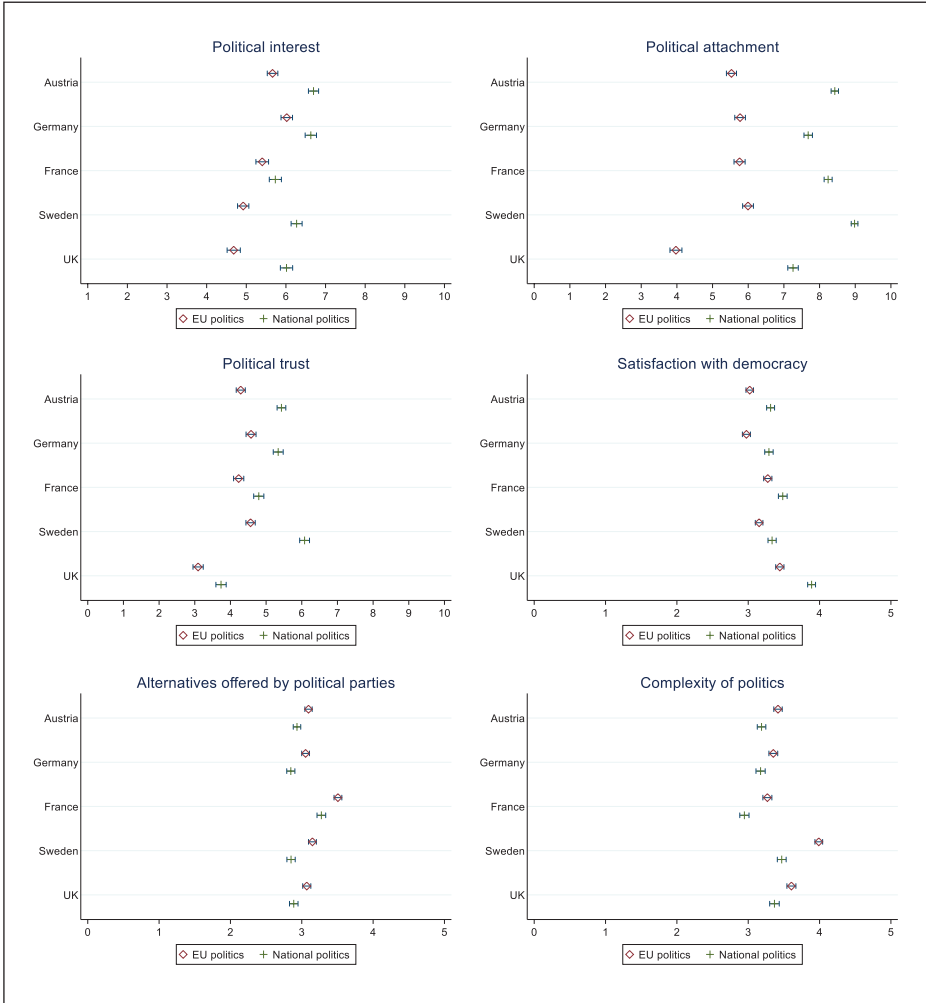 Political interest
Austria
Germany
France
Sweden
UK
1 2 3 4 5 6 7 8 9 10
EU politics National politics
Political attachment
Austria
Germany
France
Sweden
UK
0 1 2 3 4 5 6 7 8 9 10
EU politics National politics
Political trust
Austria
Germany
France
Sweden
UK
0 1 2 3 4 5 6 7 8 9 10
EU politics National politics
Satisfaction with democracy
Austria
Germany
France
Sweden
UK
0 1 2 3 4 5
EU politics National politics
Alternatives offered by political parties
Austria
Germany
France
Sweden
UK
0 1 2 3 4 5
EU politics National politics
Complexity of politics
Austria
Germany
France
Sweden
UK
0 1 2 3 4 5
EU politics National politics